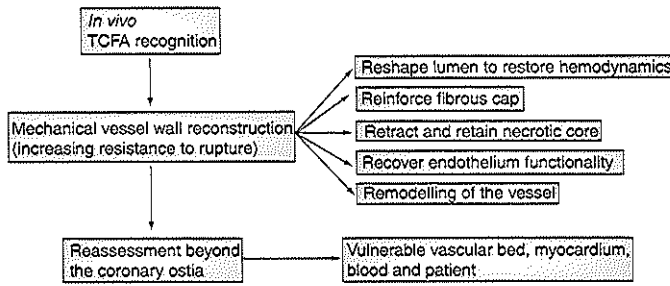 In vivo
TCFA recognition
Mechanical vessel wall reconstruction
(increasing resistance to rupture)
Reshape lumen to restore hemodynamics
Reinforce fibrous cap
Retract and retain necrotic core
Recover endothelium functionality
Remodelling of the vessel
Reassessment beyond
the coronary ostia
Vulnerable vascular bed, myocardium,
blood and patient